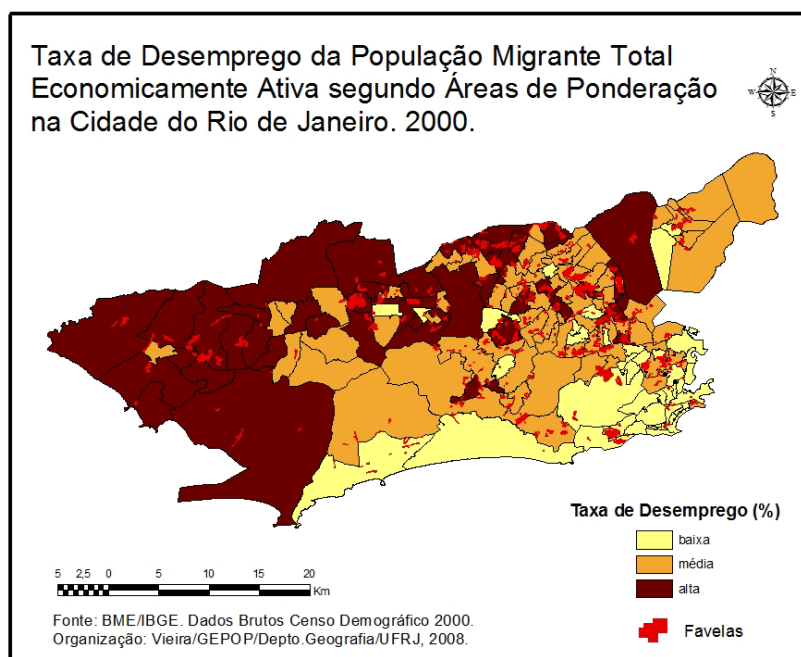 Taxa de Desemprego da População Migrante Total
Economicamente Ativa segundo Áreas de Ponderação
na Cidade do Rio de Janeiro. 2000.
N
W E
S
Taxa de Desemprego (%)
baixa
média
alta
Favelas
5 2,5 0 5 10 15 20
Km
Fonte: BME/IBGE. Dados Brutos Censo Demográfico 2000.
Organização: Vieira/GEPOP/Depto.Geografia/UFRJ, 2008.